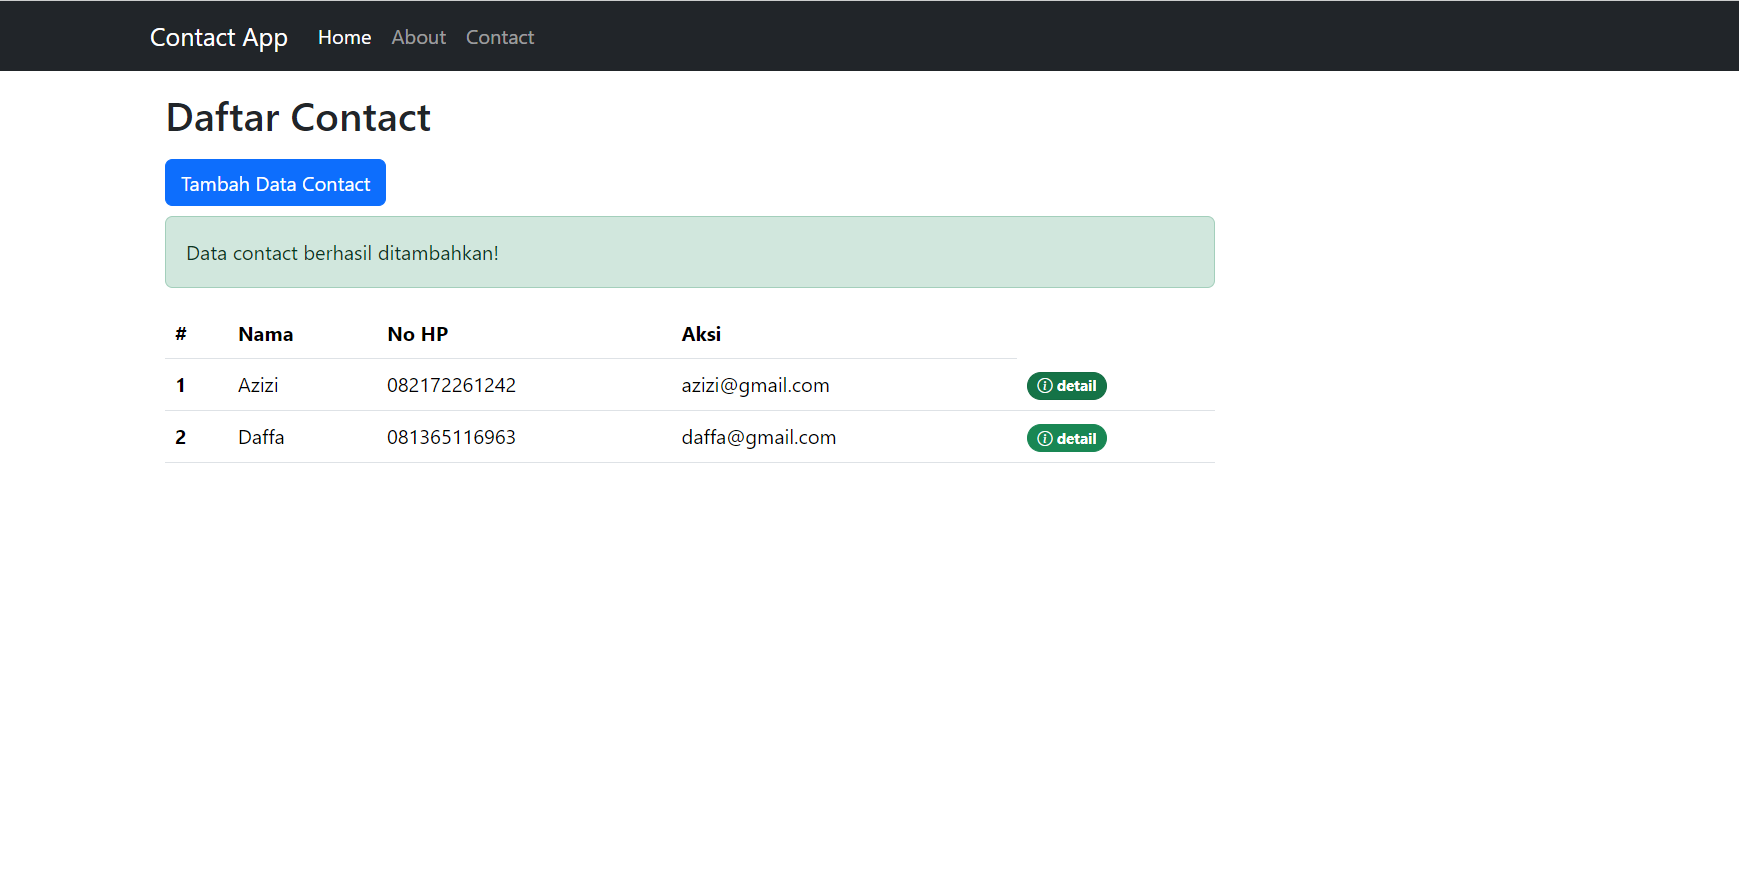 Contact App Home About Contact
Daftar Contact
Tambah Data Contact
Data contact berhasil ditambahkan!
# Nama No HP Aksi
1 Azizi 082172261242 azizi@gmail.com detail
2 Daffa 081365116963 daffa@gmail.com detail